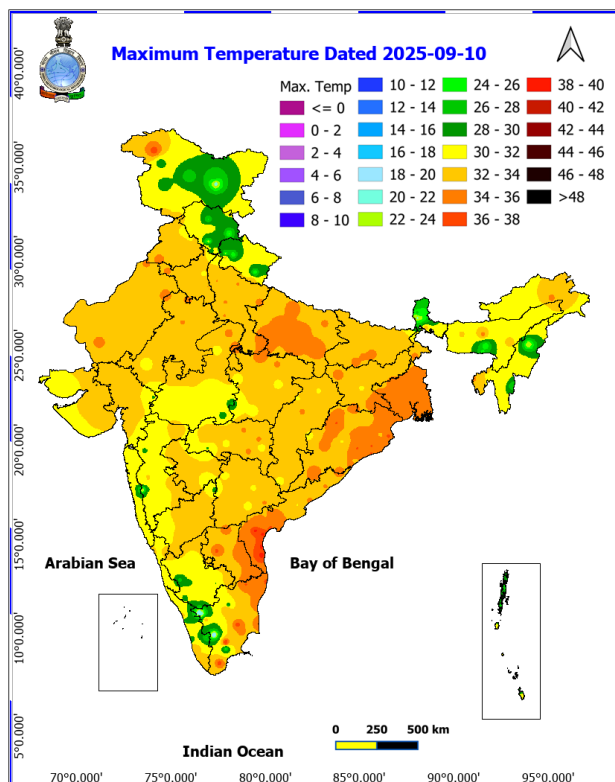 Maximum Temperature Dated 2025-09-10
Max. Temp
<= 0
0 - 2
2 - 4
4 - 6
6 - 8
8 - 10
10 - 12
12 - 14
14 - 16
16 - 18
18 - 20
20 - 22
22 - 24
24 - 26
26 - 28
28 - 30
30 - 32
32 - 34
34 - 36
36 - 38
38 - 40
40 - 42
42 - 44
44 - 46
46 - 48
>48
40°0.000'
35°0.000'
30°0.000'
25°0.000'
20°0.000'
15°0.000'
10°0.000'
5°0.000'
Arabian Sea
Bay of Bengal
Indian Ocean
0 250 500 km
70°0.000' 75°0.000' 80°0.000' 85°0.000' 90°0.000' 95°0.000'